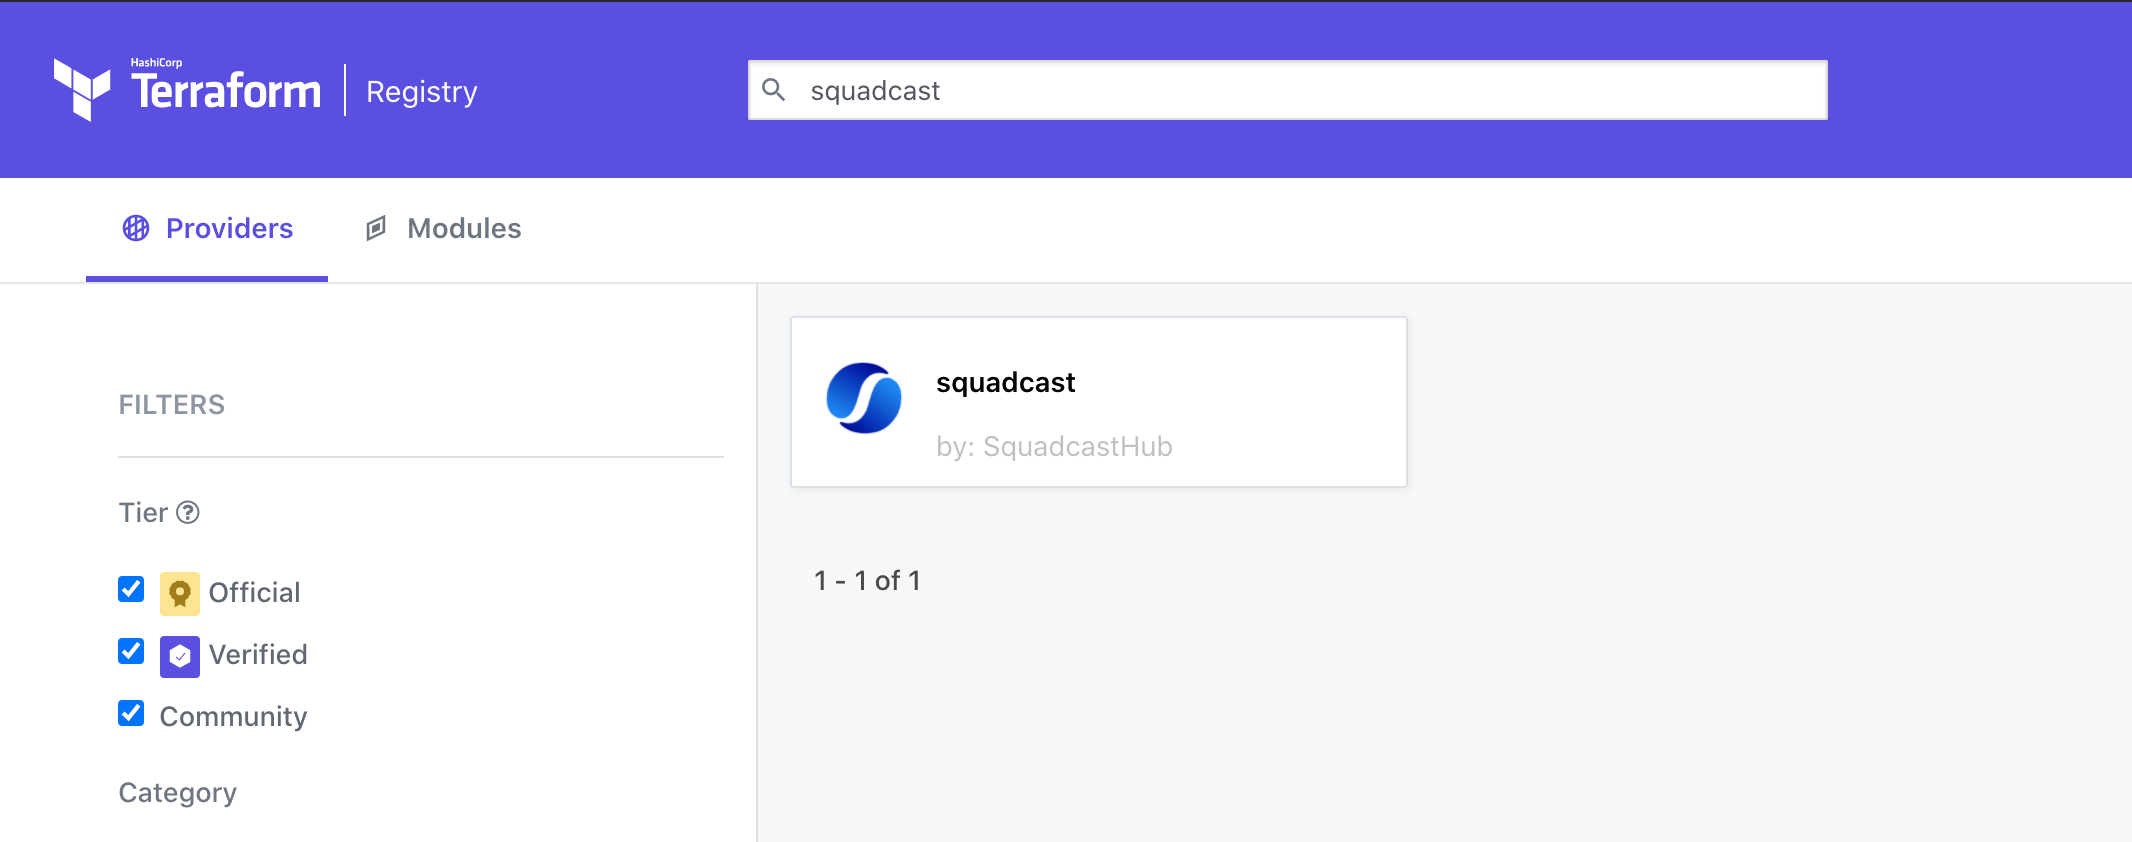 HashiCorp
Terraform
Registry
squadcast
Providers
Modules
FILTERS
Tier
Official
Verified
Community
Category
squadcast
by: SquadcastHub
1 - 1 of 1